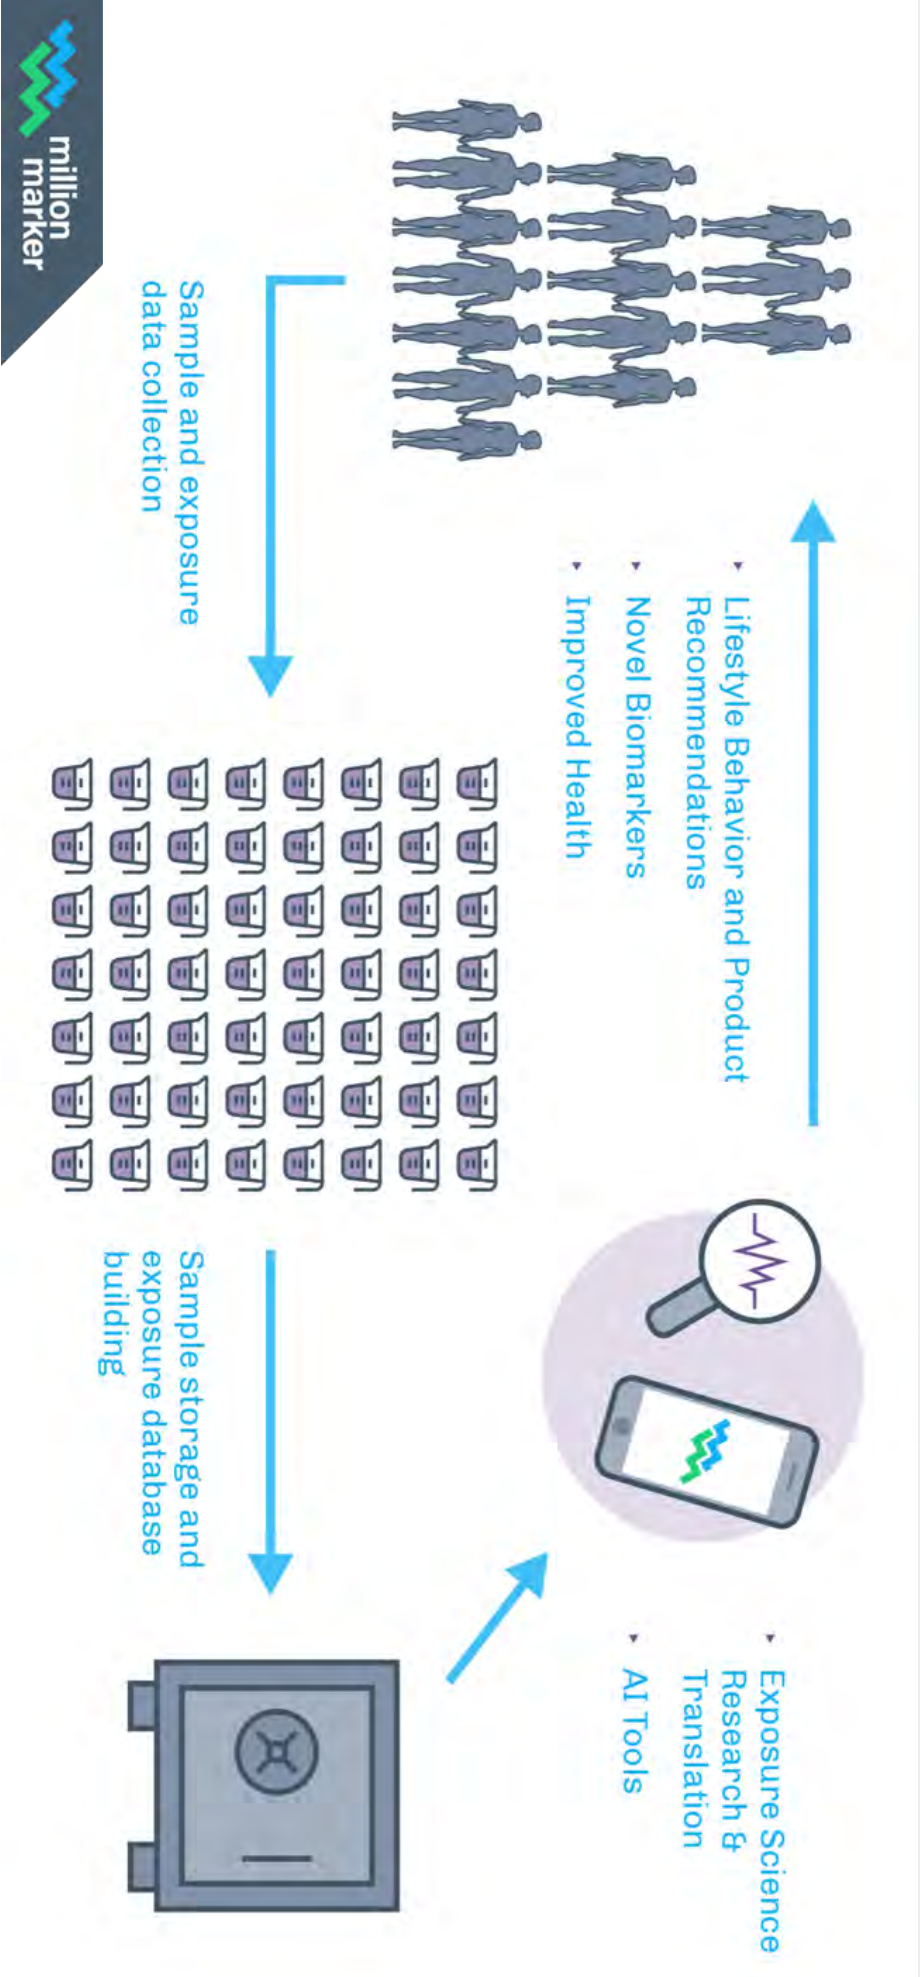 million
marker
Sample and exposure
data collection
Lifestyle Behavior and Product
Recommendations
Novel Biomarkers
Improved Health
Sample storage and
exposure database
building
Exposure Science
Research &
Translation
AI Tools